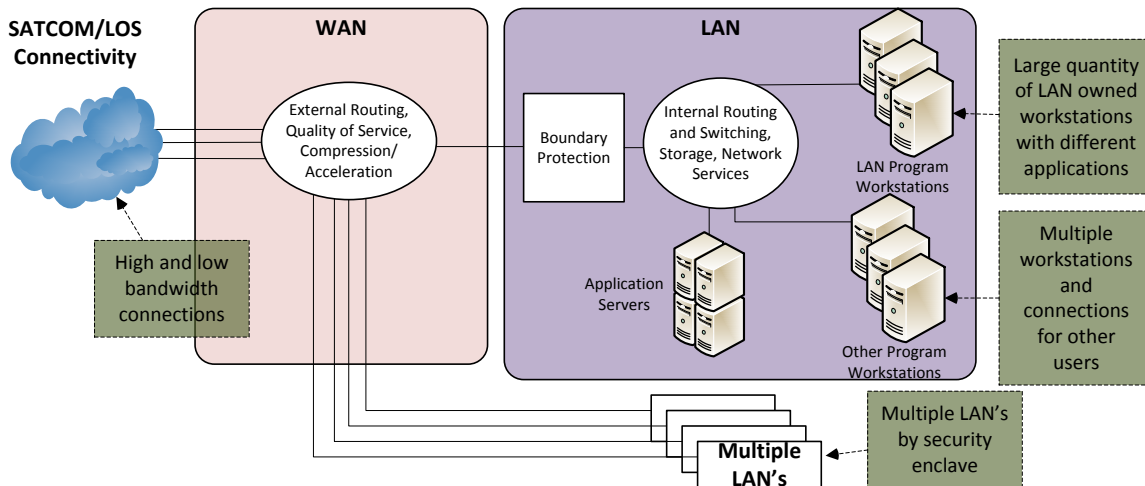 SATCOM/LOS
Connectivity
WAN
LAN
External Routing,
Quality of Service,
Compression/
Acceleration
Boundary
Protection
Internal Routing
and Switching,
Storage, Network
Services
LAN Program
Workstations
Large quantity
of LAN owned
workstations
with different
applications
High and low
bandwidth
connections
Application
Servers
Other Program
Workstations
Multiple
workstations
and
connections
for other
users
Multiple
LAN’s
Multiple LAN’s
by security
enclave